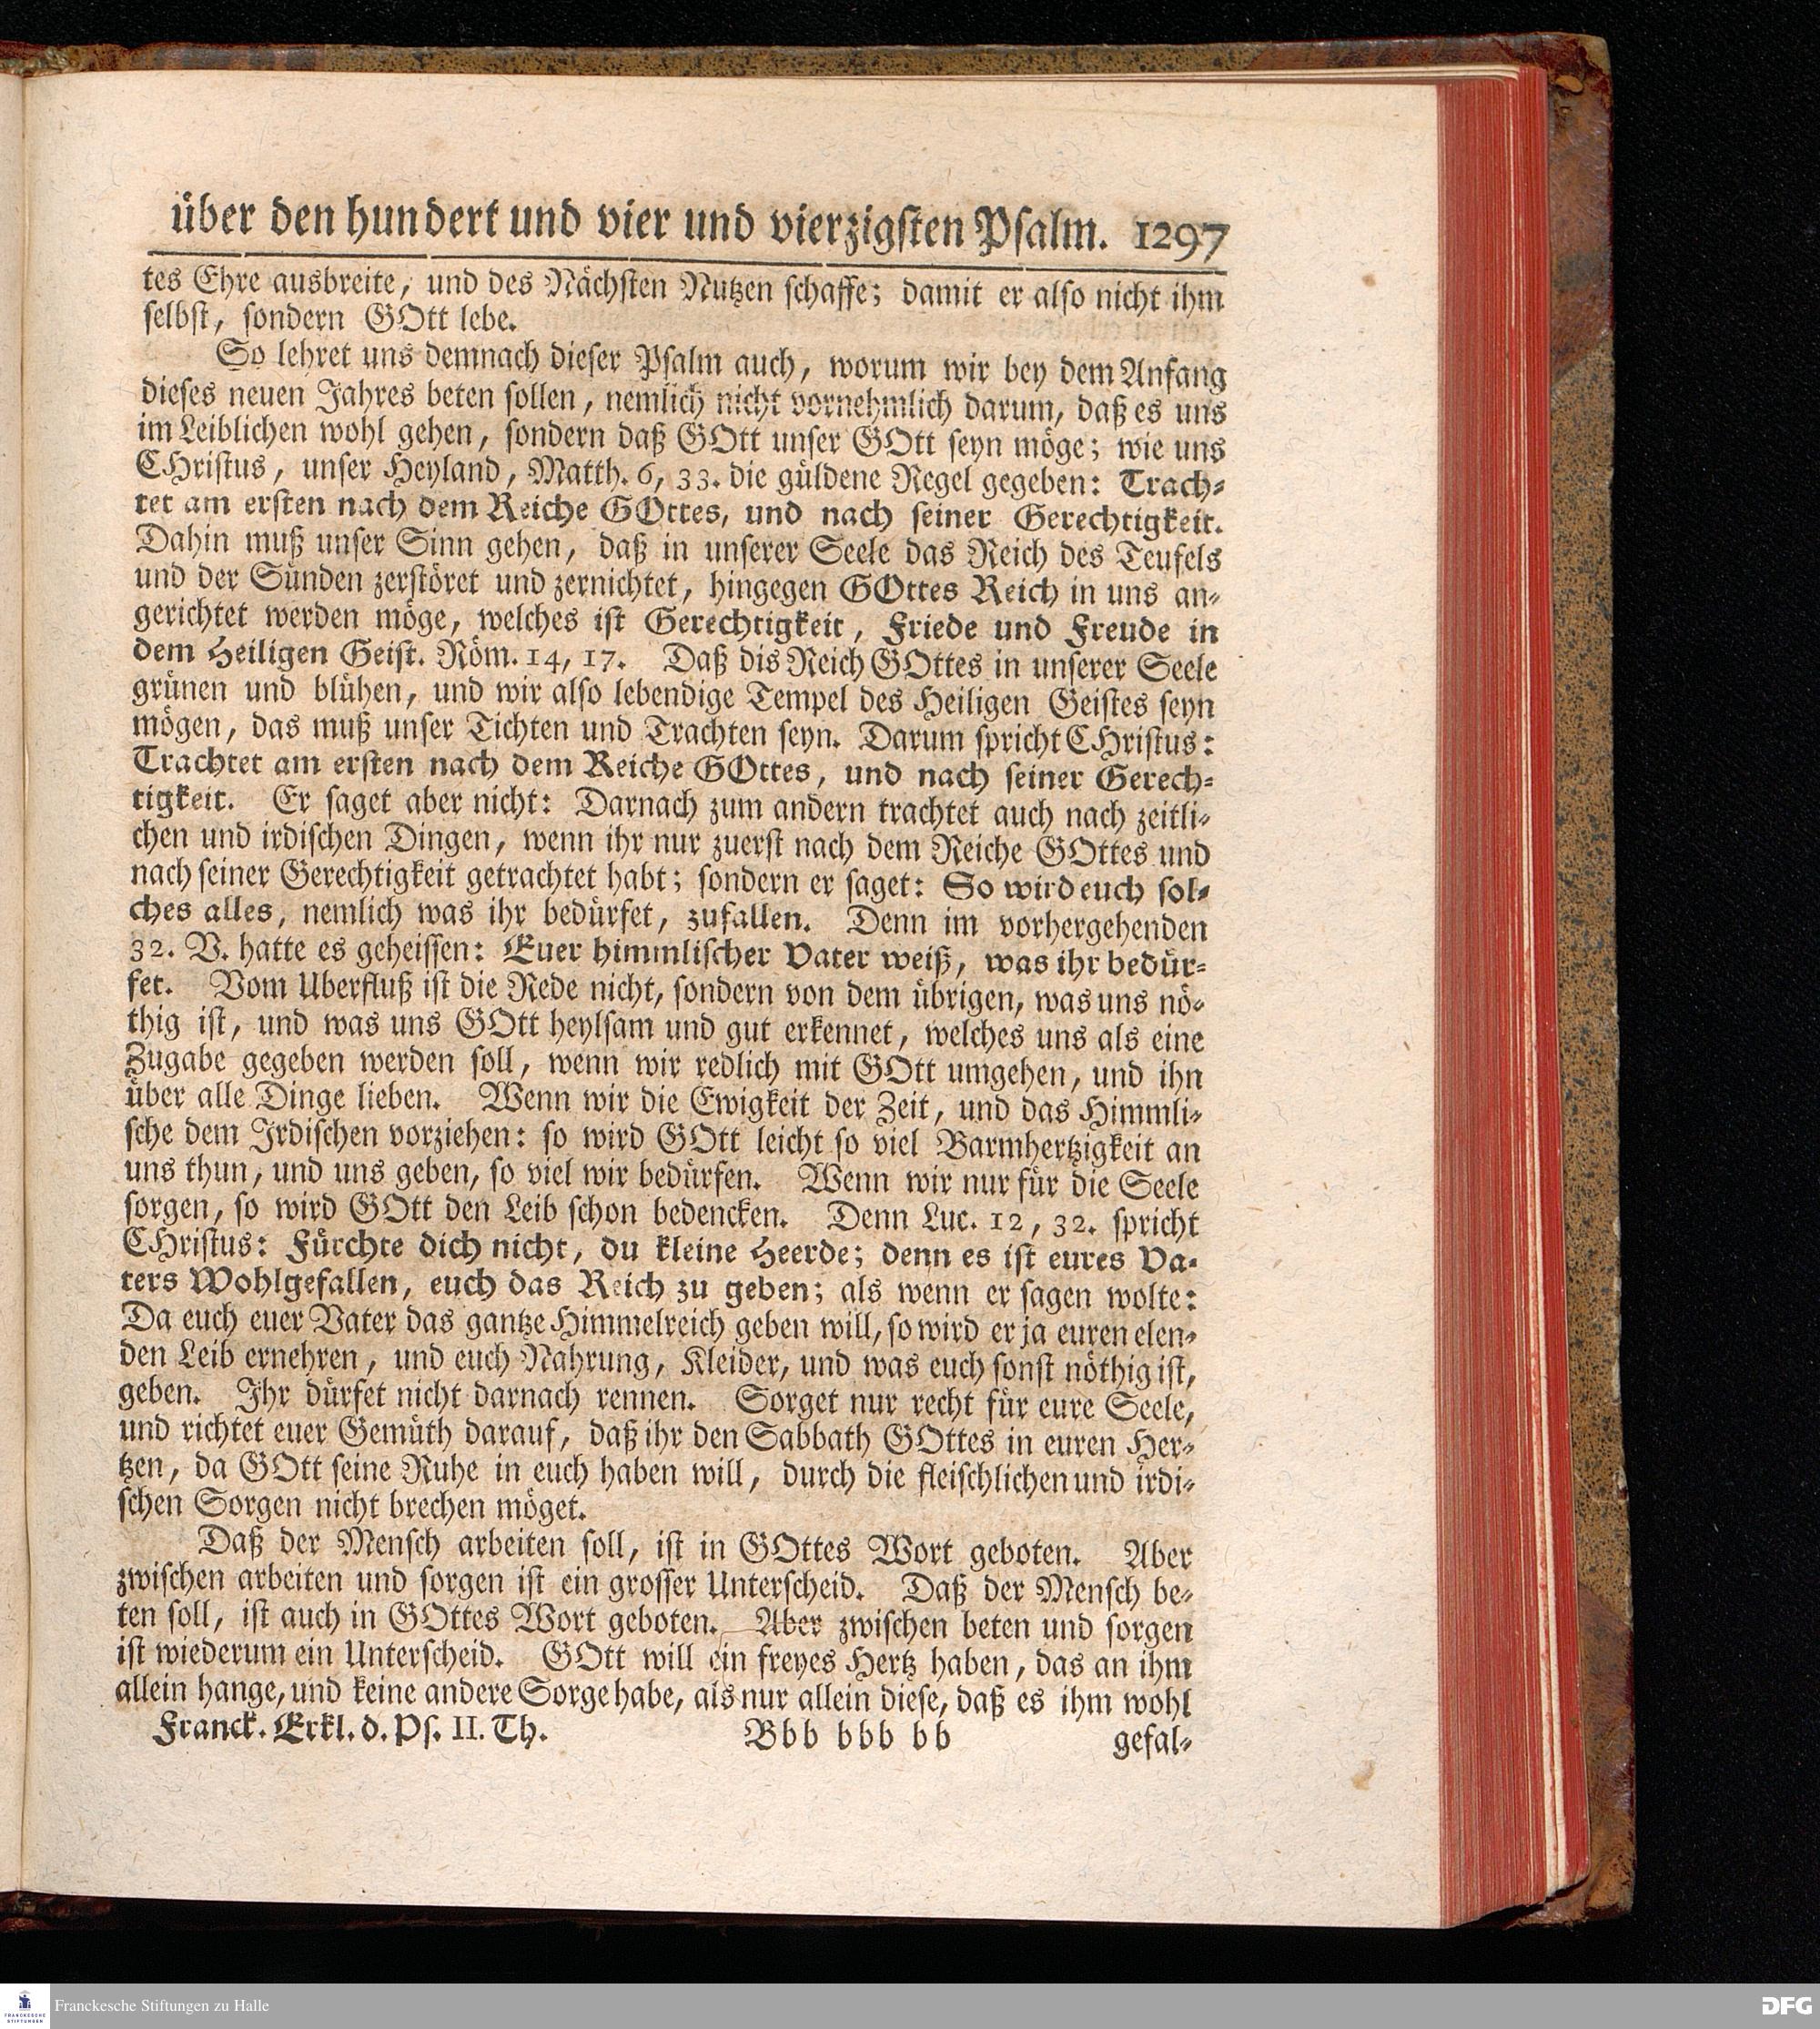 über den hundert und vier und vierzigsten Psalm. 1297
tes Ehre ausbreite, und des Nächsten Nutzen schaffe; damit er also nicht ihm
selbst, sondern GOtt lebe.
So lehret uns demnach dieser Psalm auch, worum wir bey dem Anfang
dieses neuen Jahres beten sollen, nemlich nicht vornehmlich darum, daß es uns
im Leiblichen wohl gehen, sondern daß GOtt unser GOtt seyn möge; wie uns
CHristus, unser Heyland, Matth. 6, 33. die güldene Regel gegeben: Trach-
tet am ersten nach dem Reiche GOttes, und nach seiner Gerechtigkeit.
Dahin muß unser Sinn gehen, daß in unserer Seele das Reich des Teufels
und der Sünden zerstöret und zernichtet, hingegen GOttes Reich in uns an-
gerichtet werden möge, welches ist Gerechtigkeit, Friede und Freude in
dem Heiligen Geist. Röm. 14, 17. Daß dis Reich GOttes in unserer Seele
grünen und blühen, und wir also lebendige Tempel des Heiligen Geistes seyn
mögen, das muß unser Tichten und Trachten seyn. Darum spricht CHristus:
Trachtet am ersten nach dem Reiche GOttes, und nach seiner Gerech-
tigkeit. Er saget aber nicht: Darnach zum andern trachtet auch nach zeitli-
chen und irdischen Dingen, wenn ihr nur zuerst nach dem Reiche GOttes und
nach seiner Gerechtigkeit getrachtet habt; sondern er saget: So wird euch sol-
ches alles, nemlich was ihr bedürfet, zufallen. Denn im vorhergehenden
32. V. hatte es geheissen: Euer himmlischer Vater weiß, was ihr bedür-
fet. Vom Uberfluß ist die Rede nicht, sondern von dem übrigen, was uns nö-
thig ist, und was uns GOtt heylsam und gut erkennet, welches uns als eine
Zugabe gegeben werden soll, wenn wir redlich mit GOtt umgehen, und ihn
über alle Dinge lieben. Wenn wir die Ewigkeit der Zeit, und das Himmli-
sche dem Irdischen vorziehen: so wird GOtt leicht so viel Barmhertzigkeit an
uns thun, und uns geben, so viel wir bedürfen. Wenn wir nur für die Seele
sorgen, so wird GOtt den Leib schon bedencken. Denn Luc. 12, 32. spricht
CHristus: Fürchte dich nicht, du kleine Heerde; denn es ist eures Va-
ters Wohlgefallen, euch das Reich zu geben; als wenn er sagen wolte:
Da euch euer Vater das gantze Himmelreich geben will, so wird er ja euren elen-
den Leib ernehren, und euch Nahrung, Kleider, und was euch sonst nöthig ist,
geben. Ihr dürfet nicht darnach rennen. Sorget nur recht für eure Seele,
und richtet euer Gemüth darauf, daß ihr den Sabbath GOttes in euren Her-
tzen, da GOtt seine Ruhe in euch haben will, durch die fleischlichen und irdi-
schen Sorgen nicht brechen möget.
Daß der Mensch arbeiten soll, ist in GOttes Wort geboten. Aber
zwischen arbeiten und sorgen ist ein grosser Unterscheid. Daß der Mensch be-
ten soll, ist auch in GOttes Wort geboten. Aber zwischen beten und sorgen
ist wiederum ein Unterscheid. GOtt will ein freyes Hertz haben, das an ihm
allein hange, und keine andere Sorge habe, als nur allein diese, daß es ihm wohl
Franck. Erkl. d. Ps. II. Th. Bbb bbb bb gefal-
FRANCKESCHE STIFTUNGEN
Franckesche Stiftungen zu Halle
DFG